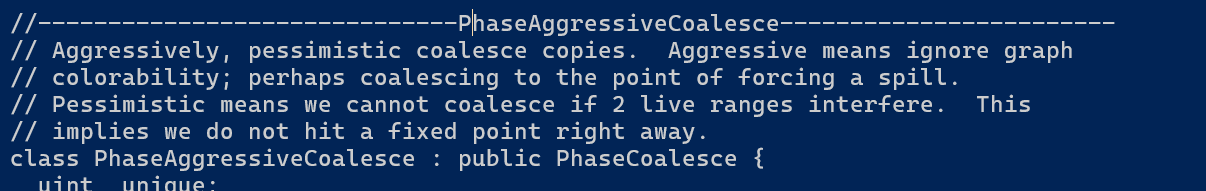 //------------------------------PhaseAggressiveCoalesce------------------------
// Aggressively, pessimistic coalesce copies.  Aggressive means ignore graph
// colorability; perhaps coalescing to the point of forcing a spill.
// Pessimistic means we cannot coalesce if 2 live ranges interfere.  This
// implies we do not hit a fixed point right away.
class PhaseAggressiveCoalesce : public PhaseCoalesce {
  uint _unique;